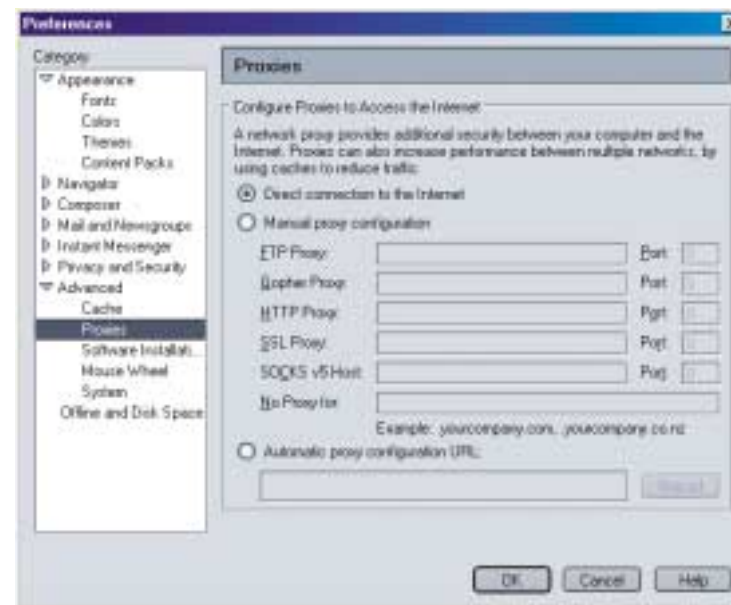 Preferences
Category
Appearance
Fonts
Colors
Themes
Content Packs
Navigator
Composer
Mail and Newsgroups
Instant Messenger
Privacy and Security
Advanced
Cache
Proxies
Software Installati...
Mouse Wheel
System
Offline and Disk Space
Proxies
Configure Proxies to Access the Internet
A network proxy provides additional security between your computer and the
Internet. Proxies can also increase performance between multiple networks, by
using caches to reduce traffic.
Direct connection to the Internet
Manual proxy configuration
FTP Proxy: Port
Gopher Proxy: Port
HTTP Proxy: Port
SSL Proxy: Port
SOCKS v5 Host: Port
No Proxy for:
Example: yourcompany.com, yourcompany.co.nz
Automatic proxy configuration URL:
OK Cancel Help